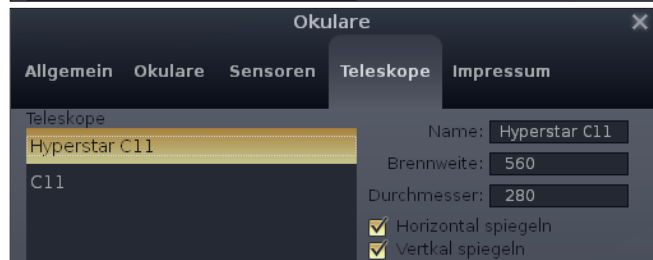 Okulare
Allgemein Okulare Sensoren Teleskope Impressum
Teleskope
Hyperstar C11
C11
Name: Hyperstar C11
Brennweite: 560
Durchmesser: 280
Horizontal spiegeln
Vertkal spiegeln